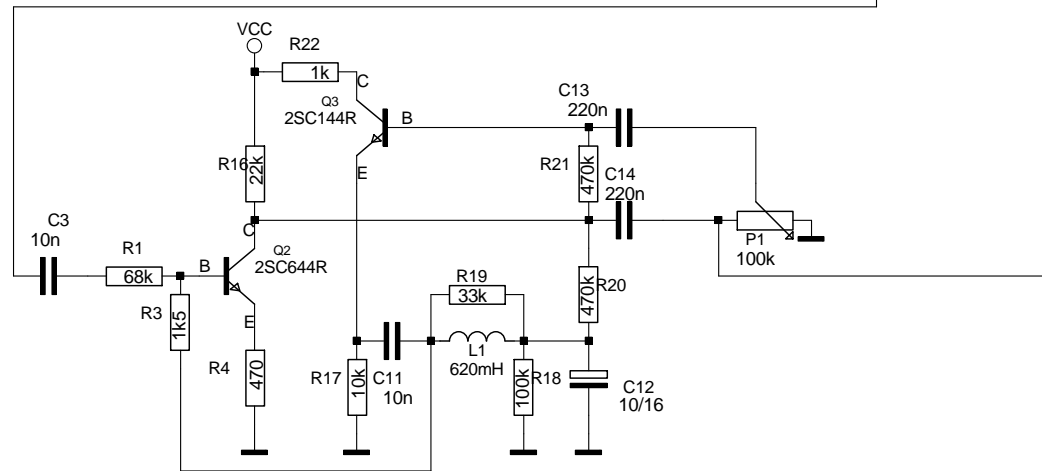 VCC
R22
1k
C
Q3
2SC144R
B
E
C13
220n
R16
22k
R21
470k
C14
220n
C3
10n
R1
68k
B
C
Q2
2SC644R
E
P1
100k
R3
1k5
R19
33k
470k
R20
R4
470
R17
10k
C11
10n
L1
620mH
R18
100k
C12
10/16